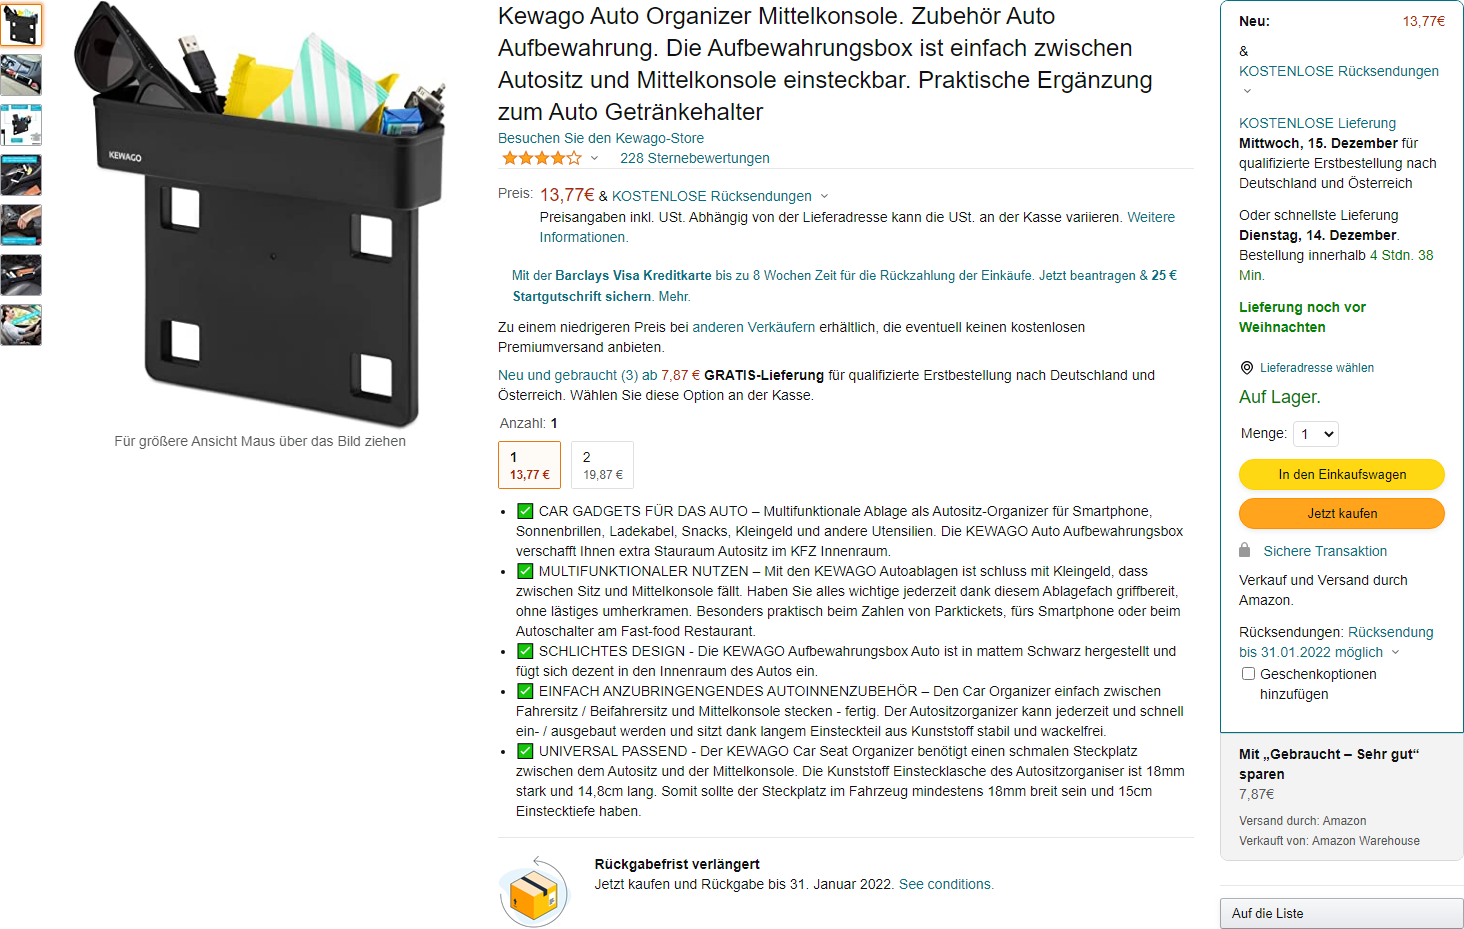 KEWAGO
Für größere Ansicht Maus über das Bild ziehen
Kewago Auto Organizer Mittelkonsole. Zubehör Auto
Aufbewahrung. Die Aufbewahrungsbox ist einfach zwischen
Autositz und Mittelkonsole einsteckbar. Praktische Ergänzung
zum Auto Getränkehalter
Besuchen Sie den Kewago-Store
228 Sternebewertungen
Preis: 13,77€ & KOSTENLOSE Rücksendungen
Preisangaben inkl. USt. Abhängig von der Lieferadresse kann die USt. an der Kasse variieren. Weitere
Informationen.
Mit der Barclays Visa Kreditkarte bis zu 8 Wochen Zeit für die Rückzahlung der Einkäufe. Jetzt beantragen & 25 €
Startgutschrift sichern. Mehr.
Zu einem niedrigeren Preis bei anderen Verkäufern erhältlich, die eventuell keinen kostenlosen
Premiumversand anbieten.
Neu und gebraucht (3) ab 7,87 € GRATIS-Lieferung für qualifizierte Erstbestellung nach Deutschland und
Österreich. Wählen Sie diese Option an der Kasse.
Anzahl: 1
1
13,77 €
2
19,87 €
• ✅ CAR GADGETS FÜR DAS AUTO – Multifunktionale Ablage als Autositz-Organizer für Smartphone,
Sonnenbrillen, Ladekabel, Snacks, Kleingeld und andere Utensilien. Die KEWAGO Auto Aufbewahrungsbox
verschafft Ihnen extra Stauraum Autositz im KFZ Innenraum.
• ✅ MULTIFUNKTIONALER NUTZEN – Mit den KEWAGO Autoablagen ist schluss mit Kleingeld, dass
zwischen Sitz und Mittelkonsole fällt. Haben Sie alles wichtige jederzeit dank diesem Ablagefach griffbereit,
ohne lästiges umherkramen. Besonders praktisch beim Zahlen von Parktickets, fürs Smartphone oder beim
Autoschalter am Fast-food Restaurant.
• ✅ SCHLICHTES DESIGN - Die KEWAGO Aufbewahrungsbox Auto ist in mattem Schwarz hergestellt und
fügt sich dezent in den Innenraum des Autos ein.
• ✅ EINFACH ANZUBRINGENGENDES AUTOINNENZUBEHÖR – Den Car Organizer einfach zwischen
Fahrersitz / Beifahrersitz und Mittelkonsole stecken - fertig. Der Autositzorganizer kann jederzeit und schnell
ein- / ausgebaut werden und sitzt dank langem Einsteckteil aus Kunststoff stabil und wackelfrei.
• ✅ UNIVERSAL PASSEND - Der KEWAGO Car Seat Organizer benötigt einen schmalen Steckplatz
zwischen dem Autositz und der Mittelkonsole. Die Kunststoff Einstecklasche des Autositzorganiser ist 18mm
stark und 14,8cm lang. Somit sollte der Steckplatz im Fahrzeug mindestens 18mm breit sein und 15cm
Einstecktiefe haben.
Rückgabefrist verlängert
Jetzt kaufen und Rückgabe bis 31. Januar 2022. See conditions.
Neu: 13,77€
&
KOSTENLOSE Rücksendungen
KOSTENLOSE Lieferung
Mittwoch, 15. Dezember für
qualifizierte Erstbestellung nach
Deutschland und Österreich
Oder schnellste Lieferung
Dienstag, 14. Dezember.
Bestellung innerhalb 4 Stdn. 38
Min.
Lieferung noch vor
Weihnachten
Lieferadresse wählen
Auf Lager.
Menge: 1
In den Einkaufswagen
Jetzt kaufen
Sichere Transaktion
Verkauf und Versand durch
Amazon.
Rücksendungen: Rücksendung
bis 31.01.2022 möglich
Geschenkoptionen
hinzufügen
Mit „Gebraucht – Sehr gut“
sparen
7,87€
Versand durch: Amazon
Verkauft von: Amazon Warehouse
Auf die Liste